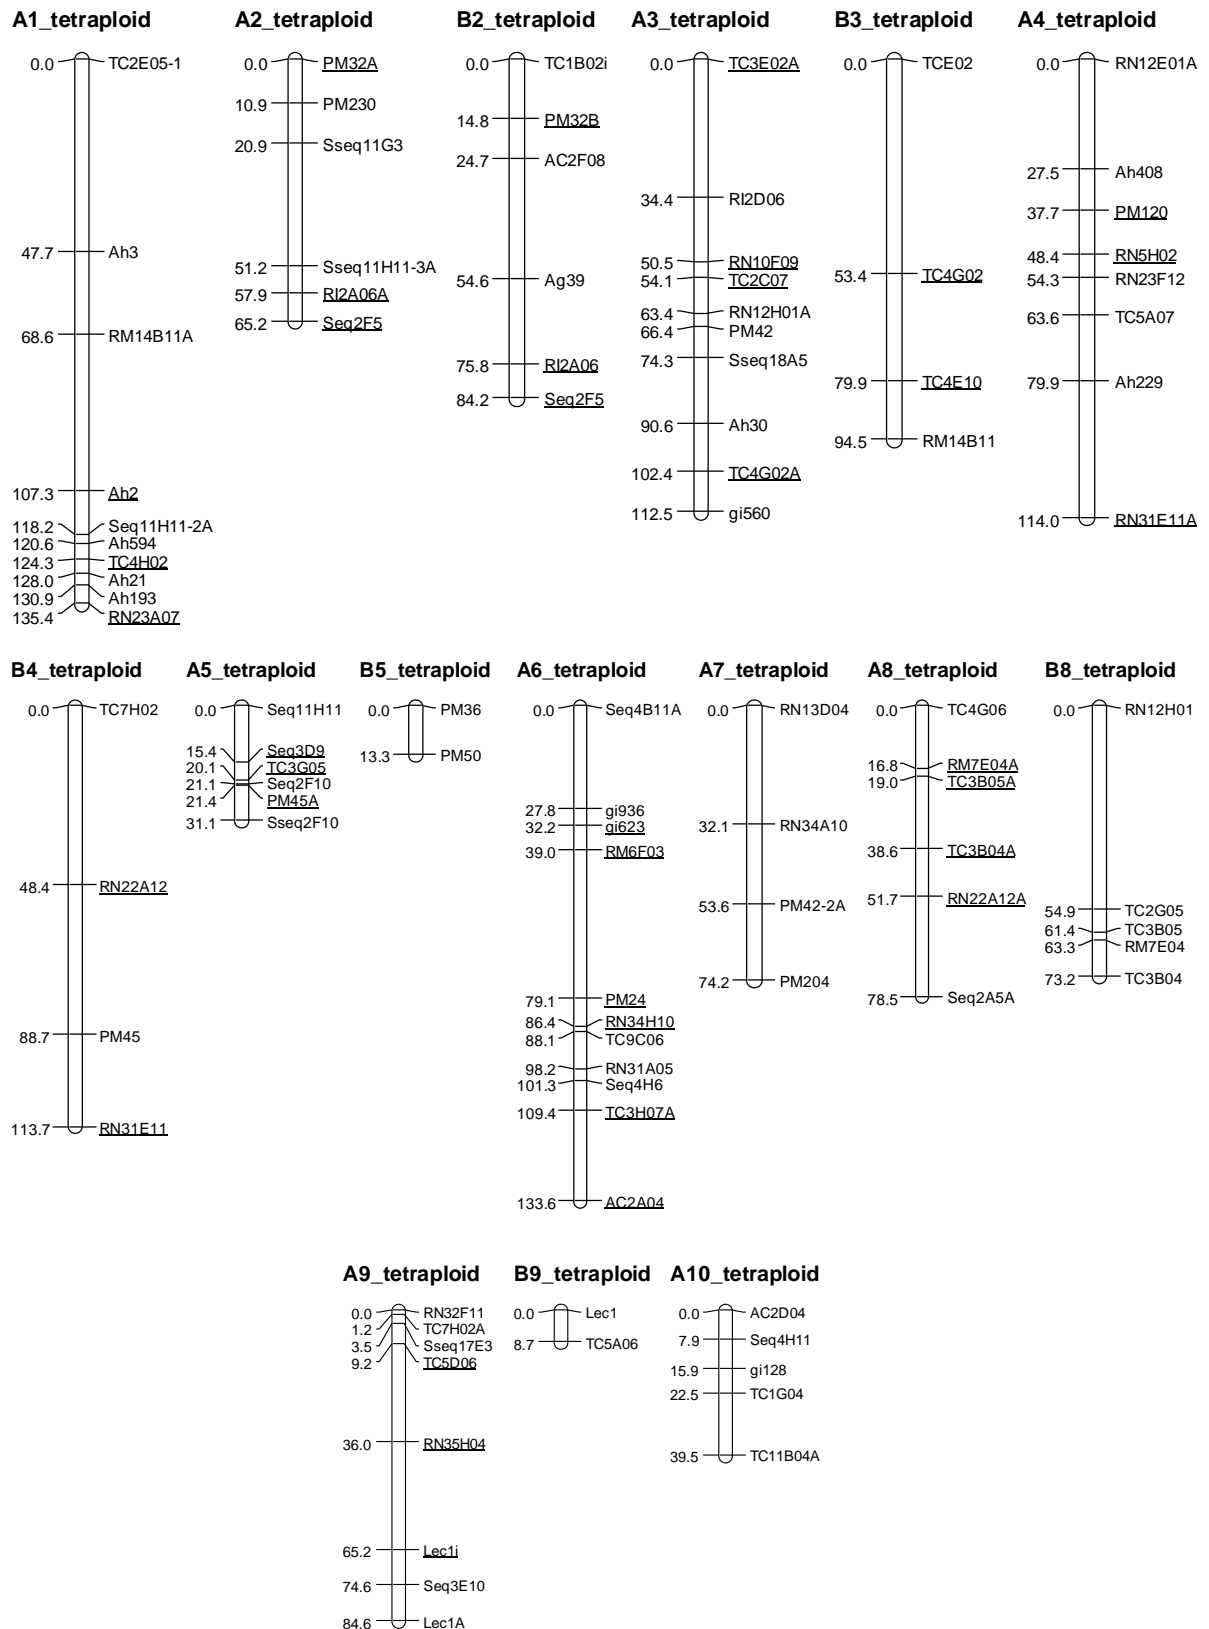 A1_tetraploid
0.0 TC2E05-1
47.7 Ah3
68.6 RM14B11A
107.3 Ah2
118.2 Seq11H11-2A
120.6 Ah594
124.3 TC4H02
128.0 Ah21
130.9 Ah193
135.4 RN23A07
A2_tetraploid
0.0 PM32A
10.9 PM230
20.9 Sseq11G3
51.2 Sseq11H11-3A
57.9 RI2A06A
65.2 Seq2F5
B2_tetraploid
0.0 TC1B02i
14.8 PM32B
24.7 AC2F08
54.6 Ag39
75.8 RI2A06
84.2 Seq2F5
A3_tetraploid
0.0 TC3E02A
34.4 RI2D06
50.5 RN10F09
54.1 TC2C07
63.4 RN12H01A
66.4 PM42
74.3 Sseq18A5
90.6 Ah30
102.4 TC4G02A
112.5 gi560
B3_tetraploid
0.0 TCE02
53.4 TC4G02
79.9 TC4E10
94.5 RM14B11
A4_tetraploid
0.0 RN12E01A
27.5 Ah408
37.7 PM120
48.4 RN5H02
54.3 RN23F12
63.6 TC5A07
79.9 Ah229
114.0 RN31E11A
B4_tetraploid
0.0 TC7H02
48.4 RN22A12
88.7 PM45
113.7 RN31E11
A5_tetraploid
0.0 Seq11H11
15.4 Seq3D9
20.1 TC3G05
21.1 Seq2F10
21.4 PM45A
31.1 Sseq2F10
B5_tetraploid
0.0 PM36
13.3 PM50
A6_tetraploid
0.0 Seq4B11A
27.8 gi936
32.2 gi623
39.0 RM6F03
79.1 PM24
86.4 RN34H10
88.1 TC9C06
98.2 RN31A05
101.3 Seq4H6
109.4 TC3H07A
133.6 AC2A04
A7_tetraploid
0.0 RN13D04
32.1 RN34A10
53.6 PM42-2A
74.2 PM204
A8_tetraploid
0.0 TC4G06
16.8 RM7E04A
19.0 TC3B05A
38.6 TC3B04A
51.7 RN22A12A
78.5 Seq2A5A
B8_tetraploid
0.0 RN12H01
54.9 TC2G05
61.4 TC3B05
63.3 RM7E04
73.2 TC3B04
A9_tetraploid
0.0 RN32F11
1.2 TC7H02A
3.5 Sseq17E3
9.2 TC5D06
36.0 RN35H04
65.2 Lec1i
74.6 Seq3E10
84.6 Lec1A
B9_tetraploid
0.0 Lec1
8.7 TC5A06
A10_tetraploid
0.0 AC2D04
7.9 Seq4H11
15.9 gi128
22.5 TC1G04
39.5 TC11B04A